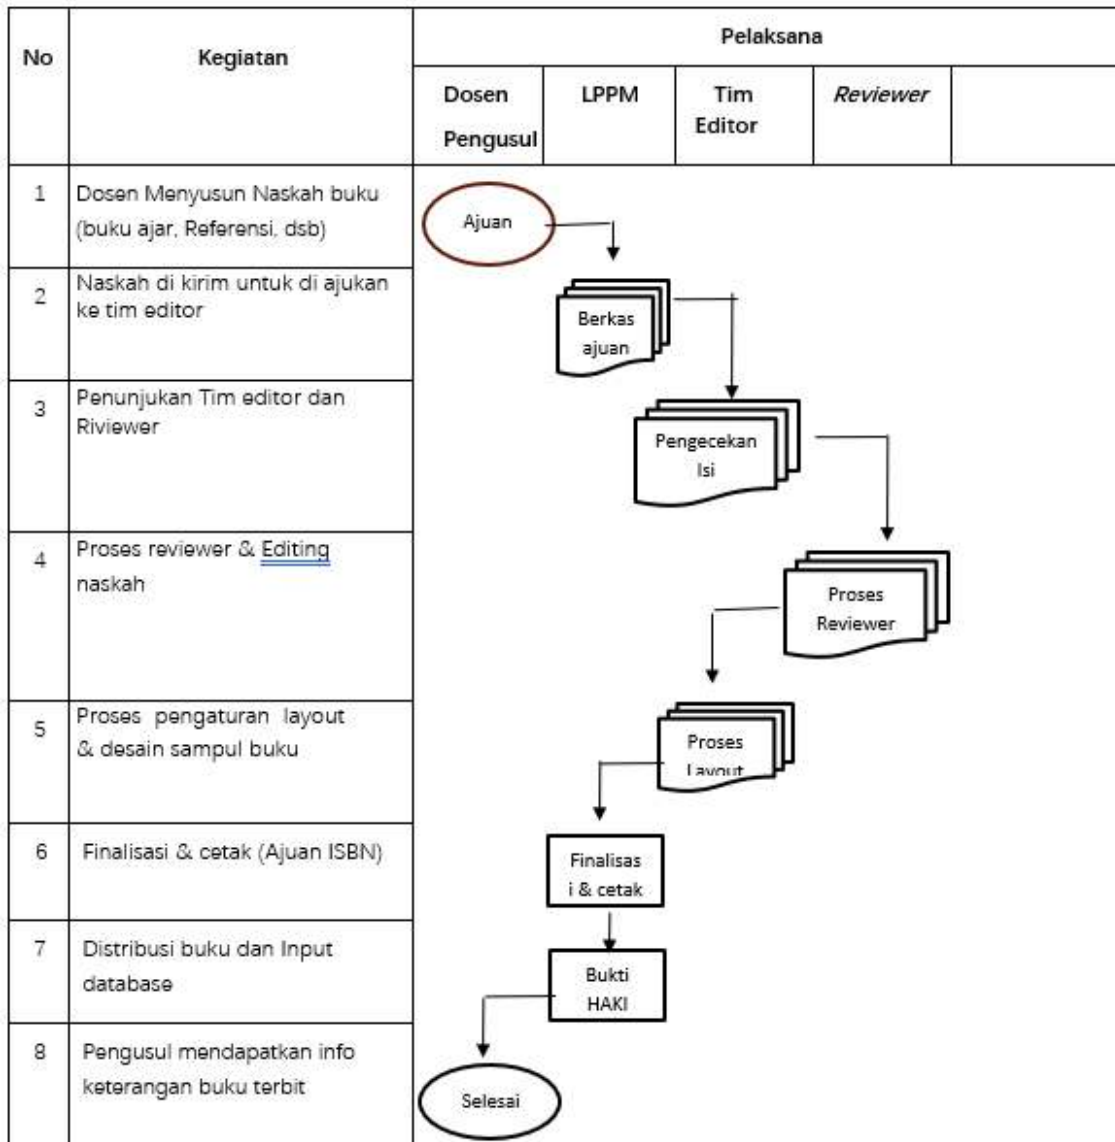 No
Kegiatan
Pelaksana
Dosen
Pengusul
LPPM
Tim
Editor
Reviewer
1
Dosen Menyusun Naskah buku
(buku ajar, Referensi, dsb)
Ajuan
2
Naskah di kirim untuk di ajukan
ke tim editor
Berkas
ajuan
3
Penunjukan Tim editor dan
Riviewer
Pengecekan
Isi
4
Proses reviewer & Editing
naskah
Proses
Reviewer
5
Proses pengaturan layout
& desain sampul buku
Proses
Layout
6
Finalisasi & cetak (Ajuan ISBN)
Finalisas
i & cetak
7
Distribusi buku dan Input
database
Bukti
HAKI
8
Pengusul mendapatkan info
keterangan buku terbit
Selesai